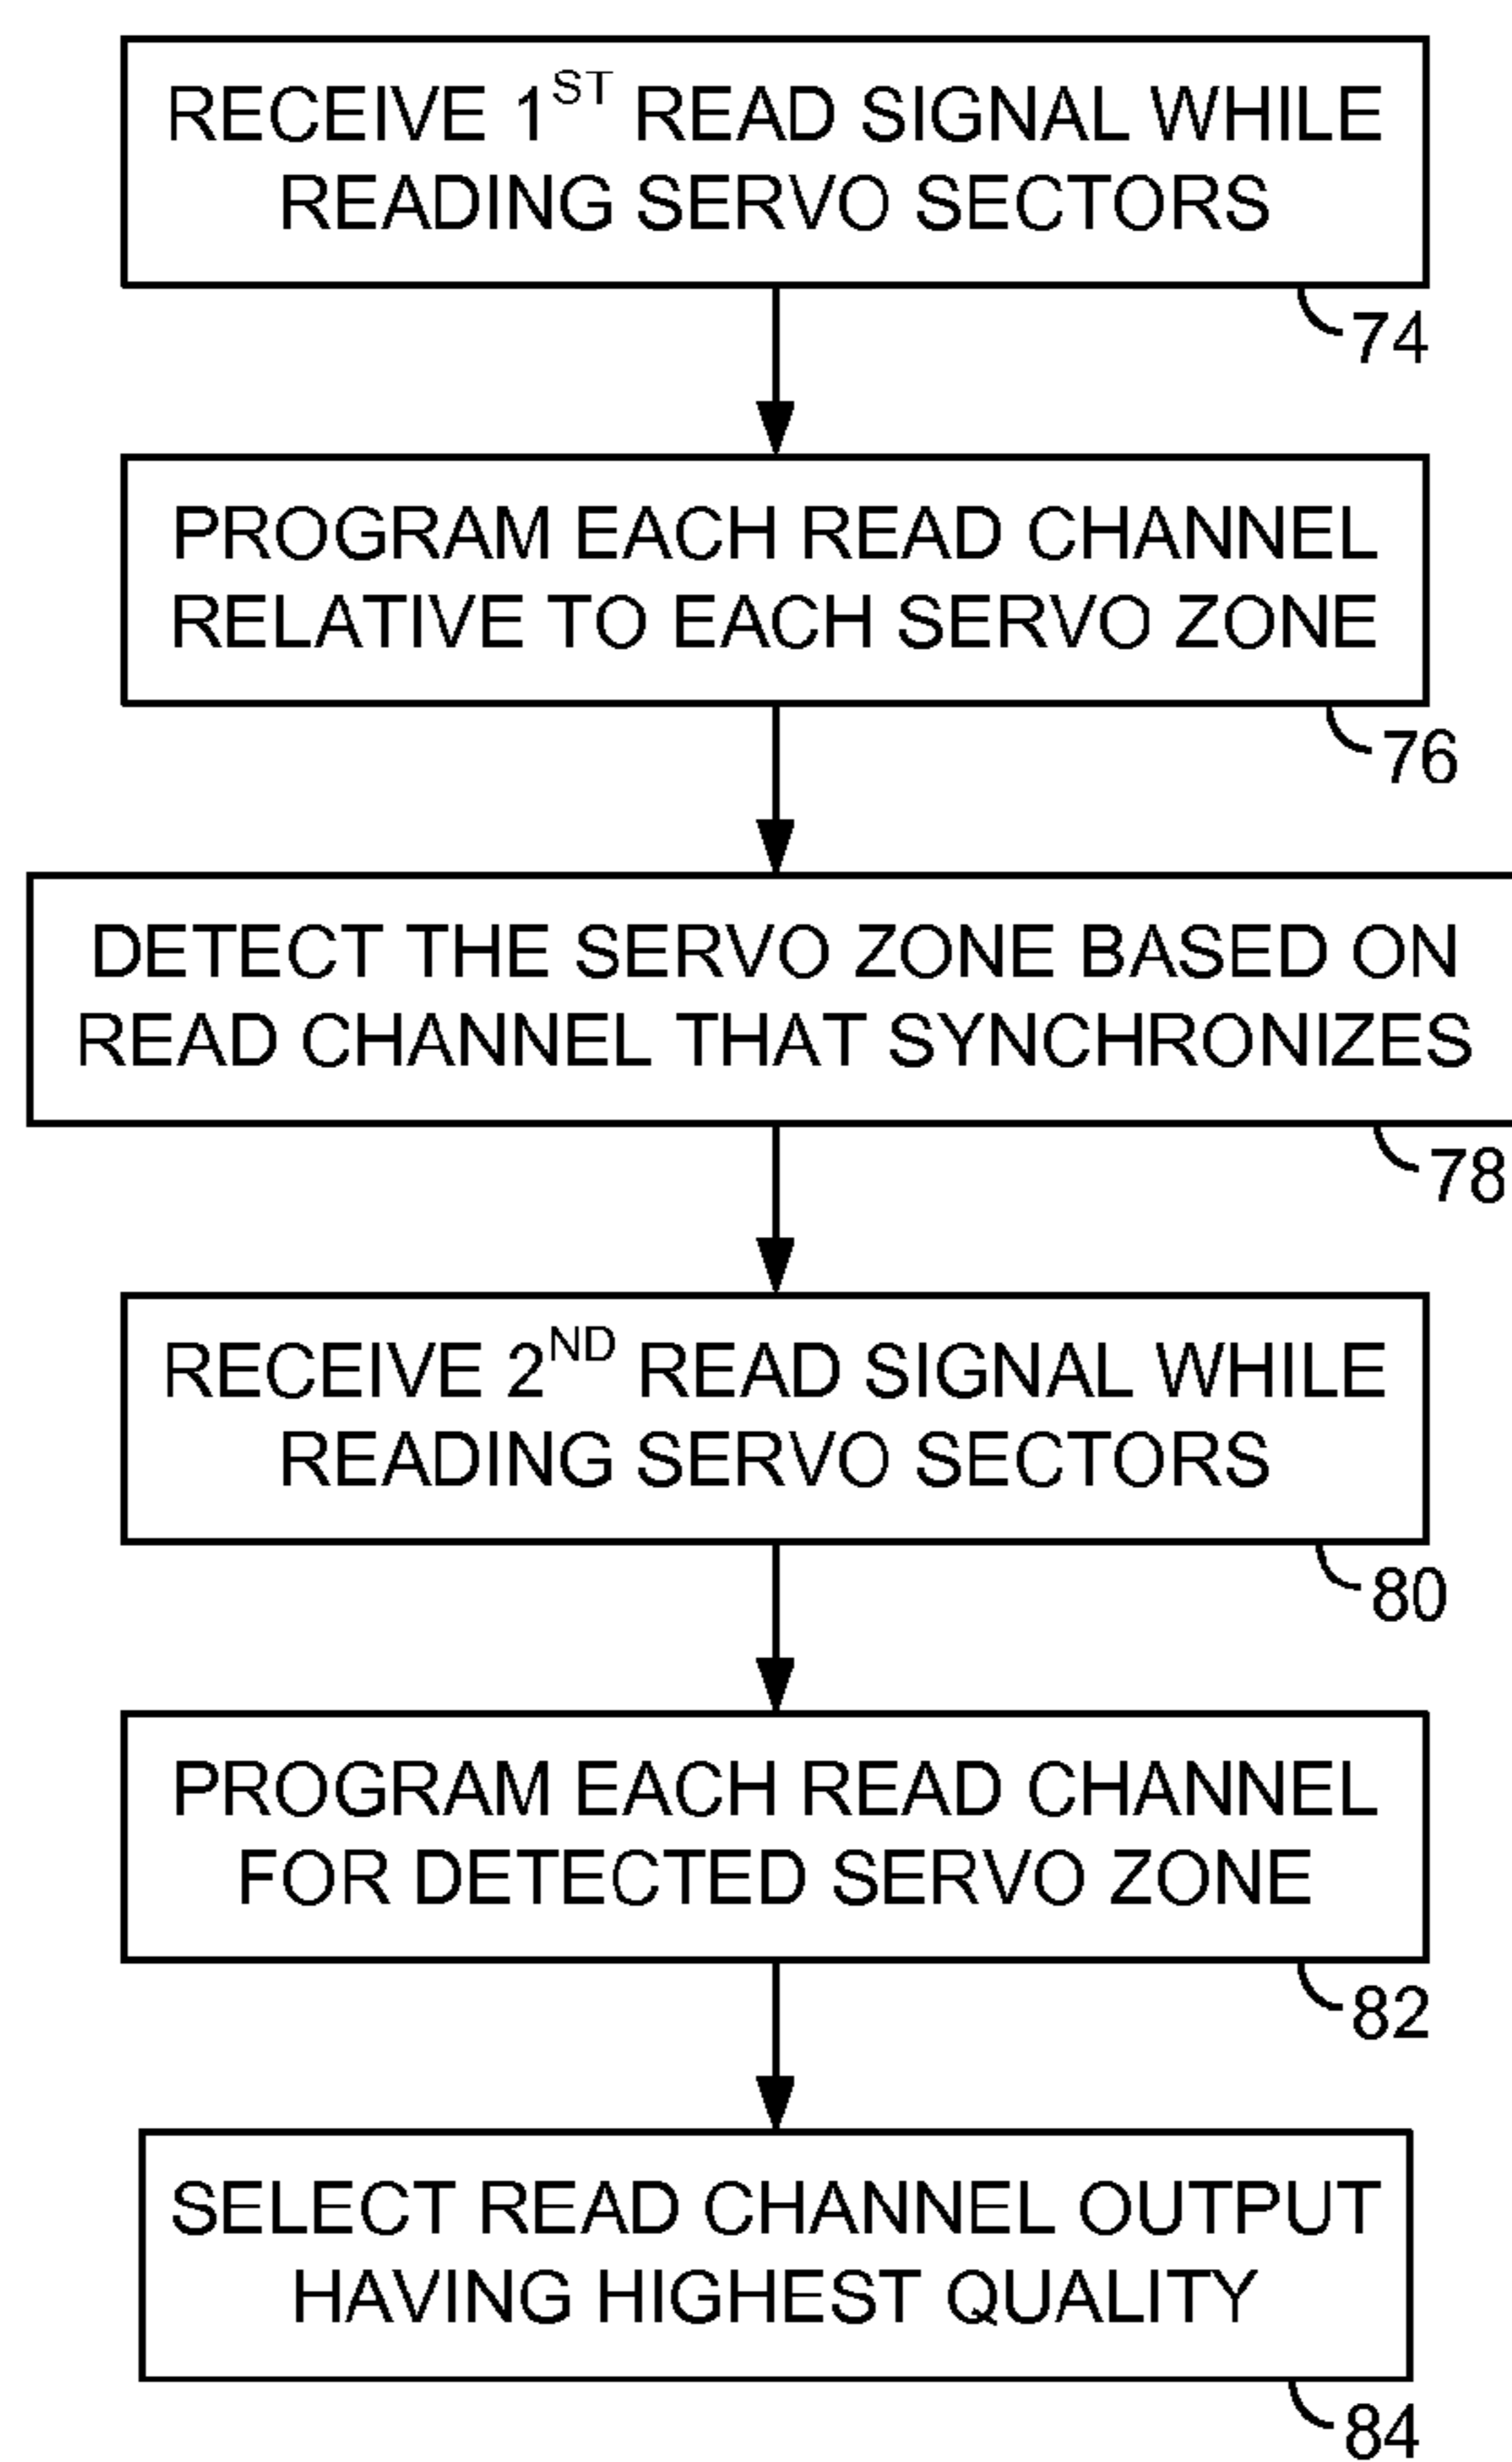 RECEIVE 1ST READ SIGNAL WHILE
READING SERVO SECTORS
74
PROGRAM EACH READ CHANNEL
RELATIVE TO EACH SERVO ZONE
76
DETECT THE SERVO ZONE BASED ON
READ CHANNEL THAT SYNCHRONIZES
78
RECEIVE 2ND READ SIGNAL WHILE
READING SERVO SECTORS
80
PROGRAM EACH READ CHANNEL
FOR DETECTED SERVO ZONE
82
SELECT READ CHANNEL OUTPUT
HAVING HIGHEST QUALITY
84